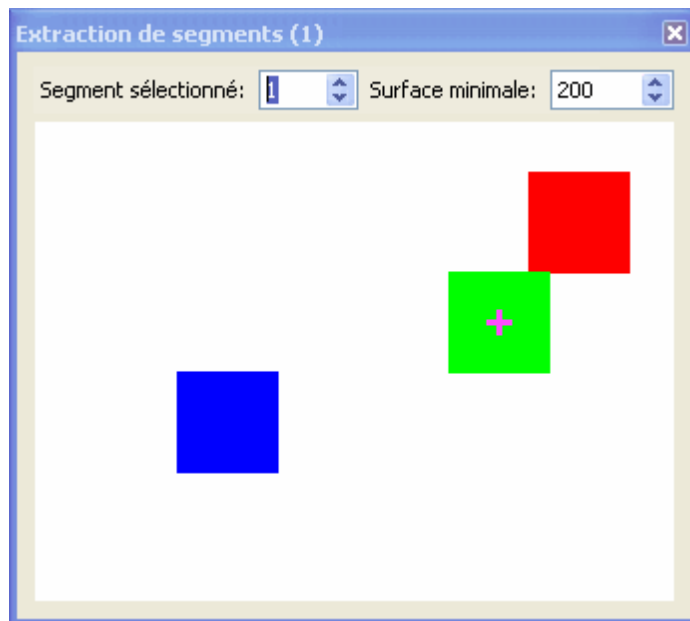 Extraction de segments (1)
Segment sélectionné: 1 Surface minimale: 200